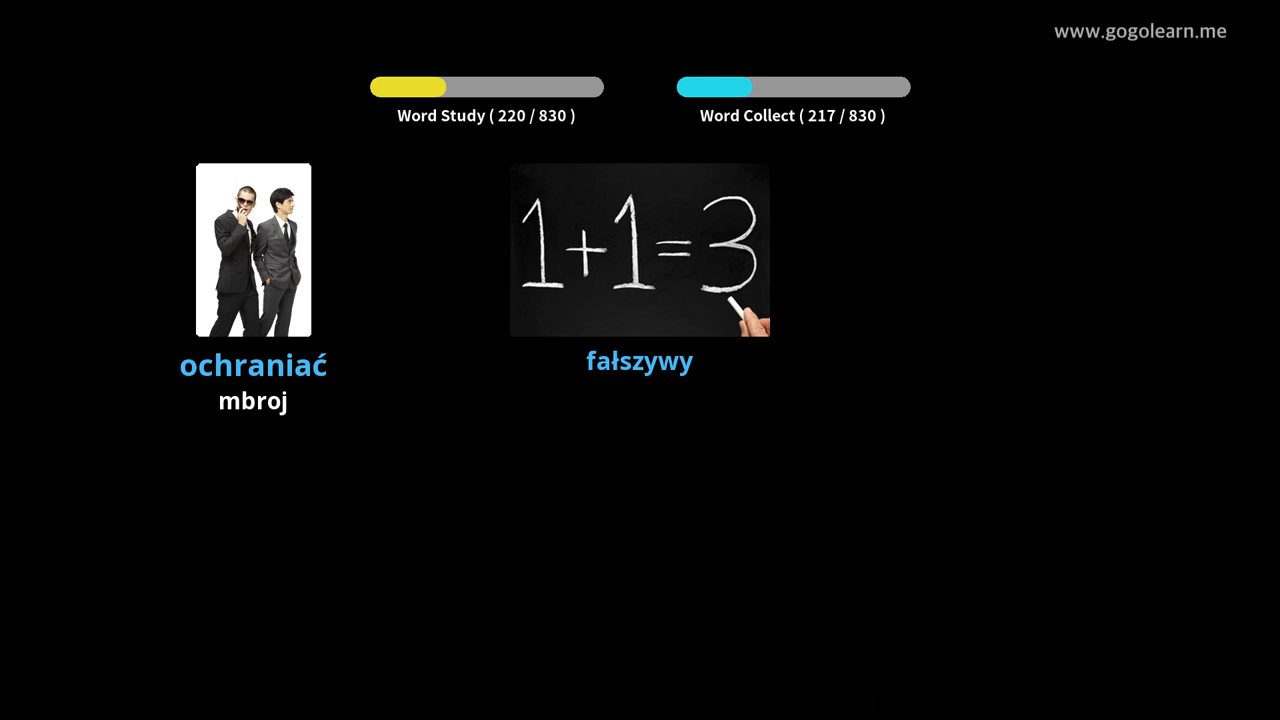 www.gogolearn.me
Word Study ( 220 / 830 )
Word Collect ( 217 / 830 )
1+1=3
ochraniać
fałszywy
mbroj